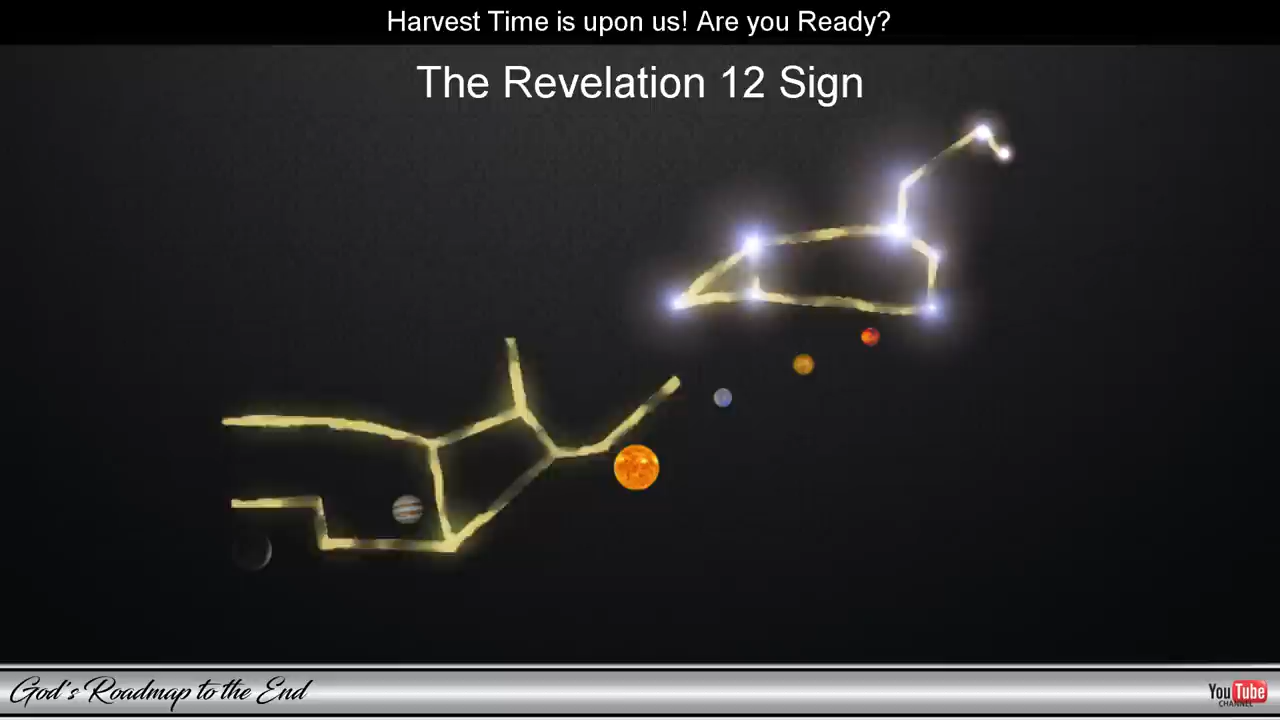 Harvest Time is upon us! Are you Ready?
The Revelation 12 Sign
God's Roadmap to the End
YouTube
CHANNEL